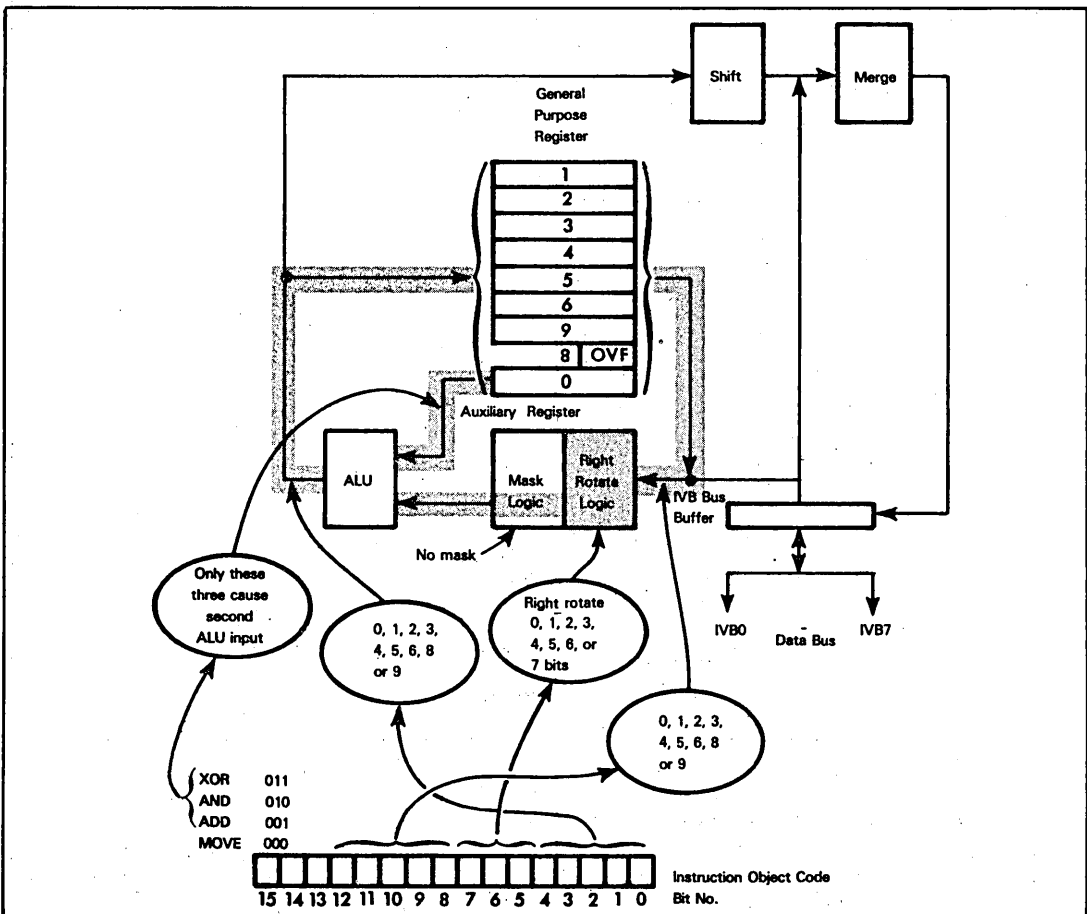 Shift
Merge
General
Purpose
Register
1
2
3
4
5
6
9
8 OVF
0
Auxiliary Register
ALU
Mask
Logic
Right
Rotate
Logic
IVB Bus
Buffer
No mask
Only these
three cause
second
ALU input
0, 1, 2, 3,
4, 5, 6, 8
or 9
Right rotate
0, 1, 2, 3,
4, 5, 6, or
7 bits
IVB0
Data Bus
IVB7
0, 1, 2, 3,
4, 5, 6, 8
or 9
XOR 011
AND 010
ADD 001
MOVE 000
Instruction Object Code
15 14 13 12 11 10 9 8 7 6 5 4 3 2 1 0 Bit No.